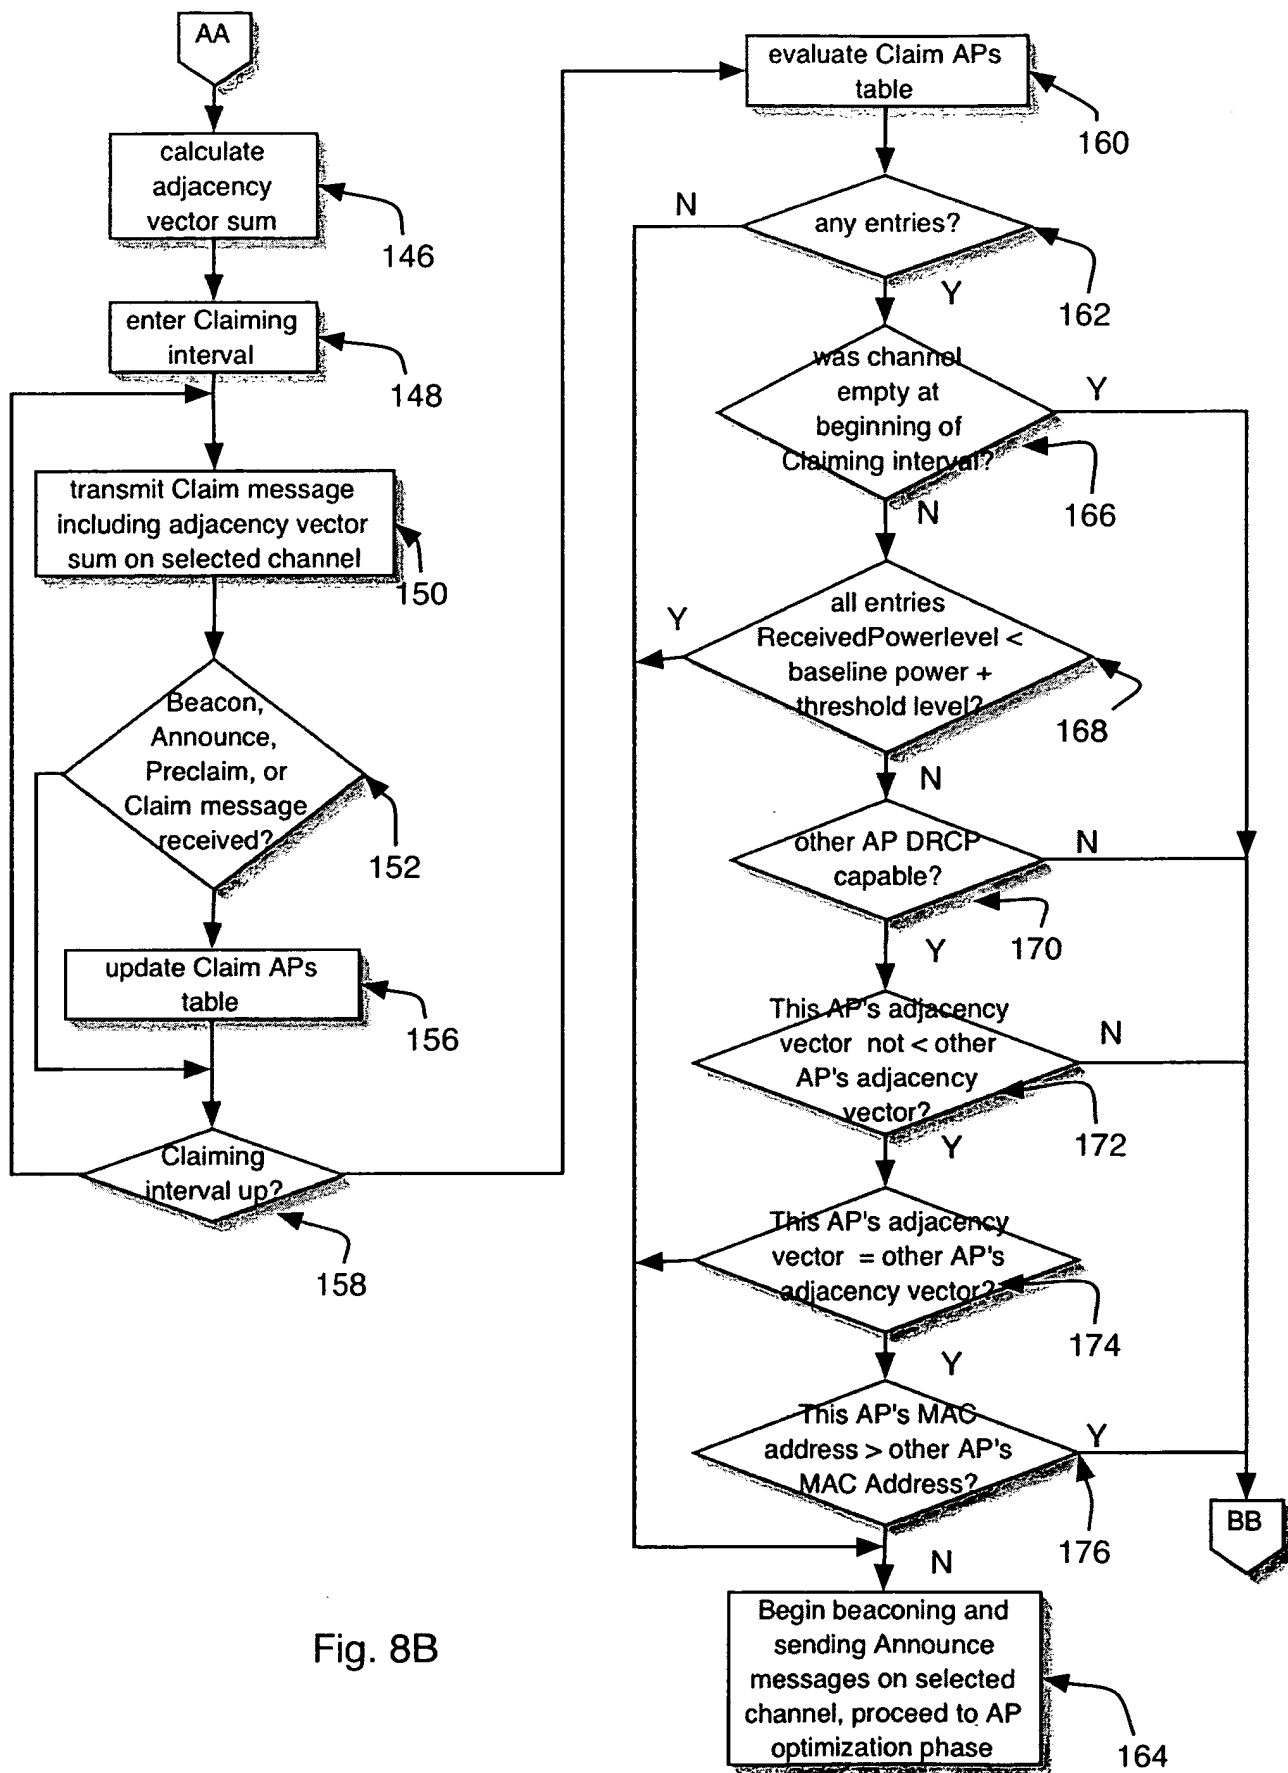 AA
calculate
adjacency
vector sum
146
enter Claiming
interval
148
transmit Claim message
including adjacency vector
sum on selected channel
150
Beacon,
Announce,
Preclaim, or
Claim message
received?
152
update Claim APs
table
156
Claiming
interval up?
158
evaluate Claim APs
table
160
N
any entries?
162
Y
was channel
empty at
beginning of
Claiming interval?
Y
166
N
all entries
ReceivedPowerlevel <
baseline power +
threshold level?
Y
168
N
other AP DRCP
capable?
N
170
Y
This AP's adjacency
vector not < other
AP's adjacency
vector?
N
172
Y
This AP's adjacency
vector = other AP's
adjacency vector?
174
Y
This AP's MAC
address > other AP's
MAC Address?
Y
176
BB
N
Begin beaconing and
sending Announce
messages on selected
channel, proceed to AP
optimization phase
164
Fig. 8B